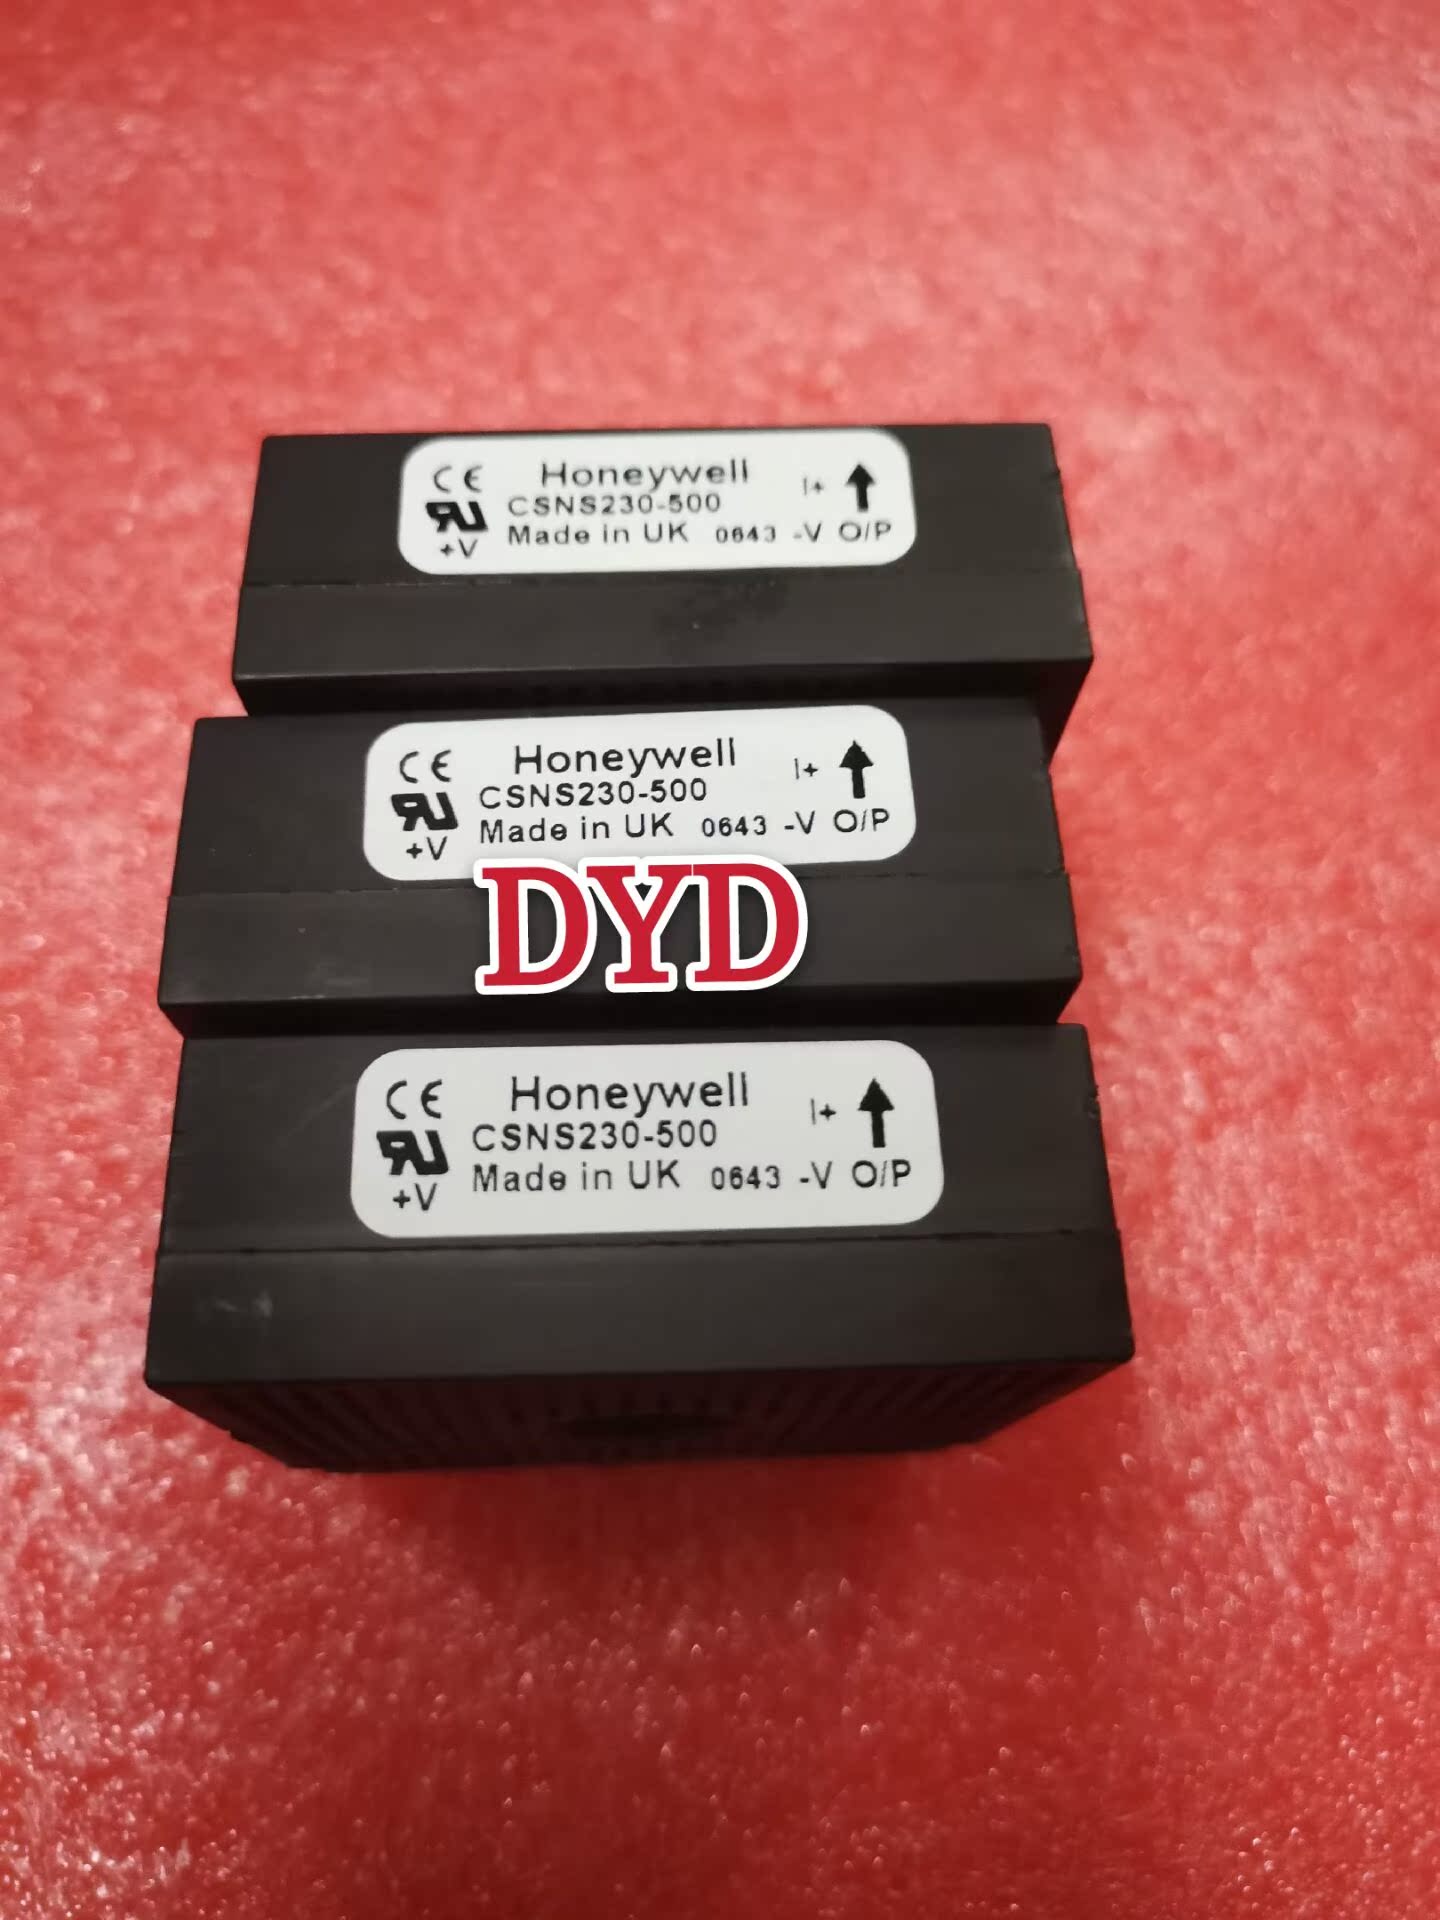 CE Honeywell I+
CSNS230-500
Made in UK 0643 -V O/P
+V
CE Honeywell I+
CSNS230-500
Made in UK 0643 -V O/P
+V
DYD
CE Honeywell I+
CSNS230-500
Made in UK 0643 -V O/P
+V